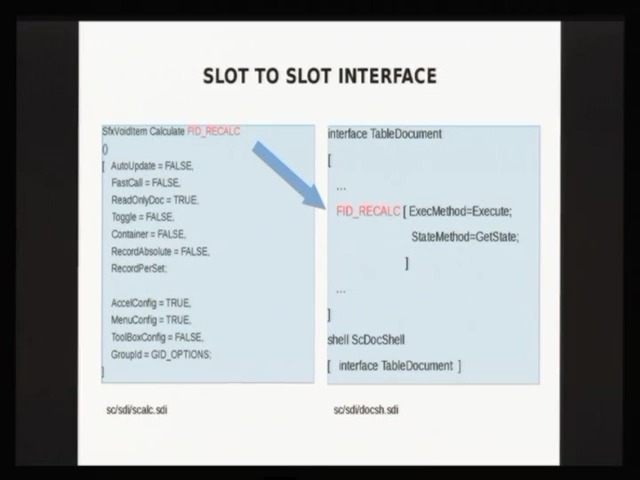 SLOT TO SLOT INTERFACE
SfxVoidItem Calculate FID_RECALC
()
[ AutoUpdate = FALSE,
FastCall = FALSE,
ReadOnlyDoc = TRUE,
Toggle = FALSE,
Container = FALSE,
RecordAbsolute = FALSE,
RecordPerSet;
AccelConfig = TRUE,
MenuConfig = TRUE,
ToolBoxConfig = FALSE,
GroupId = GID_OPTIONS;
]
sc/sdi/scalc.sdi
interface TableDocument
[
...
FID_RECALC [ ExecMethod=Execute;
StateMethod=GetState;
]
...
]
shell ScDocShell
[ interface TableDocument ]
sc/sdi/docsh.sdi